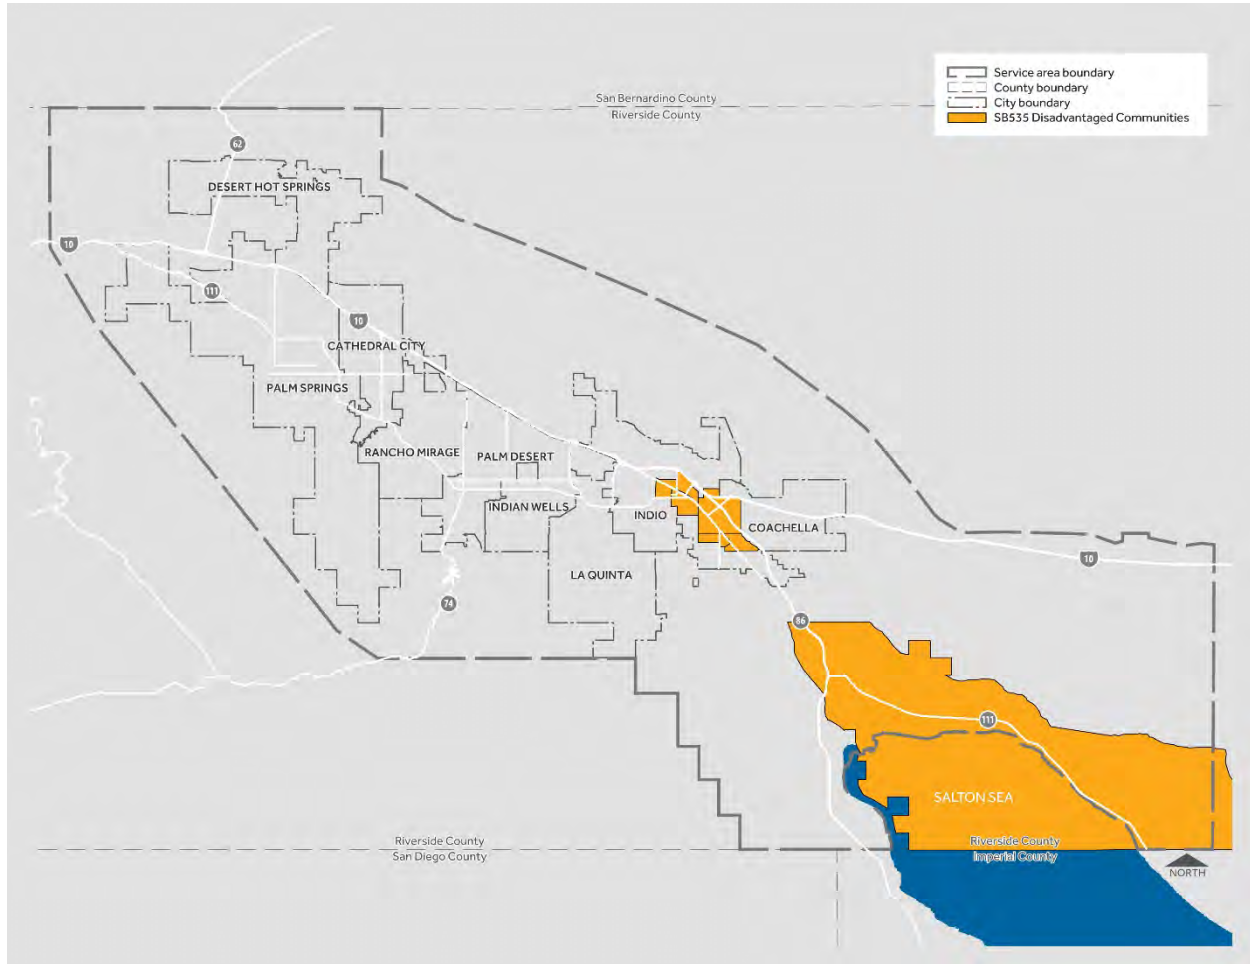 Service area boundary
County boundary
City boundary
SB535 Disadvantaged Communities
San Bernardino County
Riverside County
62
DESERT HOT SPRINGS
10
111
10
CATHEDRAL CITY
PALM SPRINGS
RANCHO MIRAGE
PALM DESERT
INDIAN WELLS
INDIO
COACHELLA
10
LA QUINTA
74
86
111
SALTON SEA
Riverside County
San Diego County
Riverside County
Imperial County
NORTH